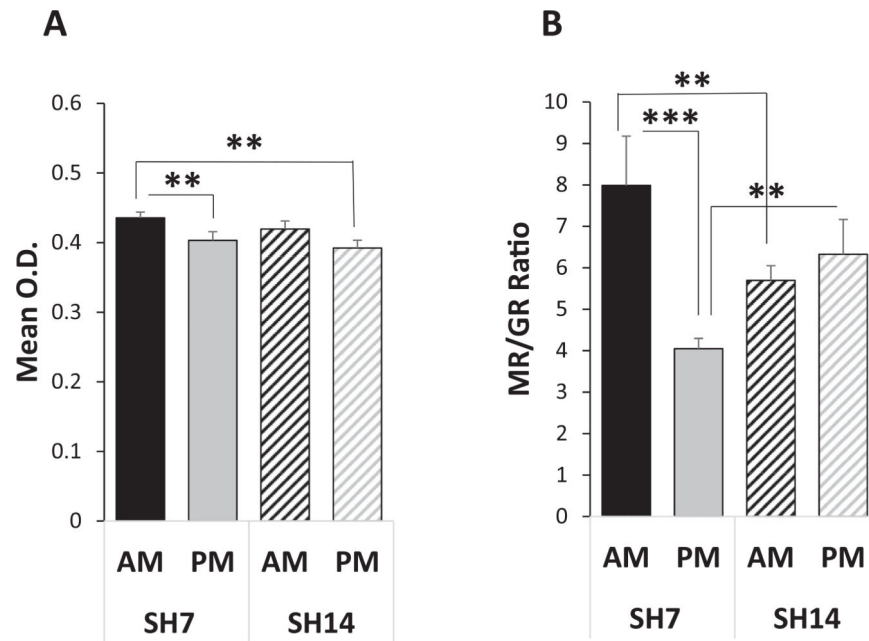 A
Mean O.D.
0.6
0.5
0.4
0.3
0.2
0.1
0
**
**
AM PM AM PM
SH7 SH14
B
MR/GR Ratio
10
9
8
7
6
5
4
3
2
1
0
**
***
**
AM PM AM PM
SH7 SH14